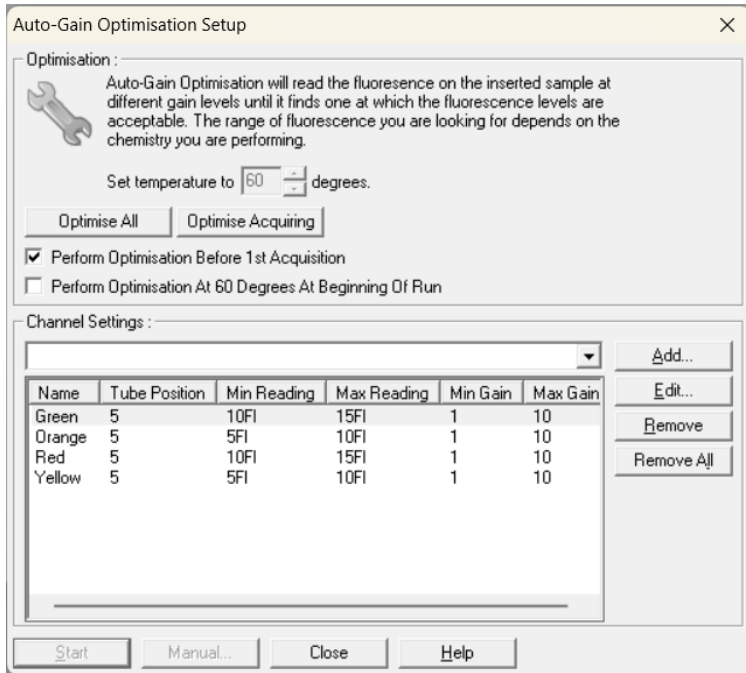 Auto-Gain Optimisation Setup
Optimisation :
Auto-Gain Optimisation will read the fluoresence on the inserted sample at
different gain levels until it finds one at which the fluorescence levels are
acceptable. The range of fluorescence you are looking for depends on the
chemistry you are performing.
Set temperature to 60 degrees.
Optimise All Optimise Acquiring
Perform Optimisation Before 1st Acquisition
Perform Optimisation At 60 Degrees At Beginning Of Run
Channel Settings :
Add...
Name Tube Position Min Reading Max Reading Min Gain Max Gain Edit...
Green 5 10Fl 15Fl 1 10
Orange 5 5Fl 10Fl 1 10 Remove
Red 5 10Fl 15Fl 1 10 Remove All
Yellow 5 5Fl 10Fl 1 10
Start Manual... Close Help